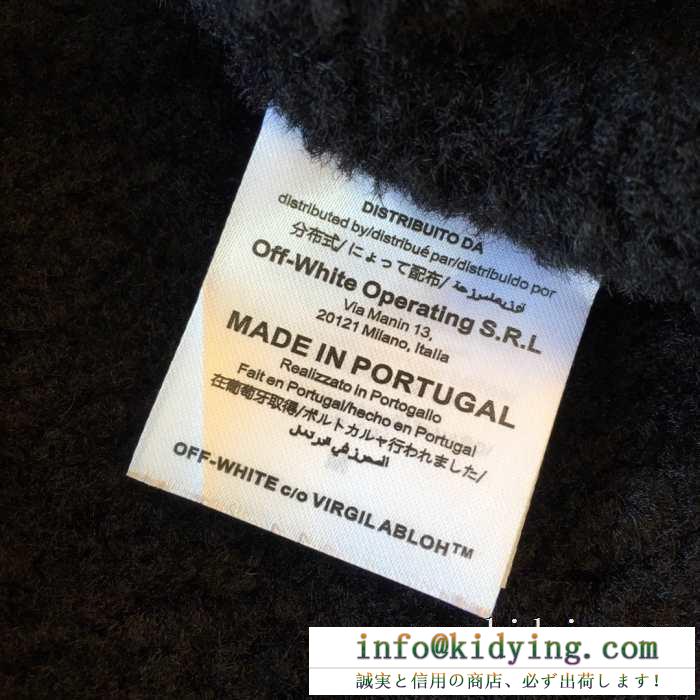 DISTRIBUITO DA
distributed by/distribué par/distribuido por
分布式/にょって配布/
Off-White Operating S.R.L
Via Manin 13,
20121 Milano, Italia
MADE IN PORTUGAL
Realizzato in Portogallo
Fait en Portugal/hecho en Portugal
在葡萄牙取得/ポルトカルャ行われました/
OFF-WHITE c/o VIRGIL ABLOH™
info@kidying.com
誠実と信用の商店、必ず出荷します!